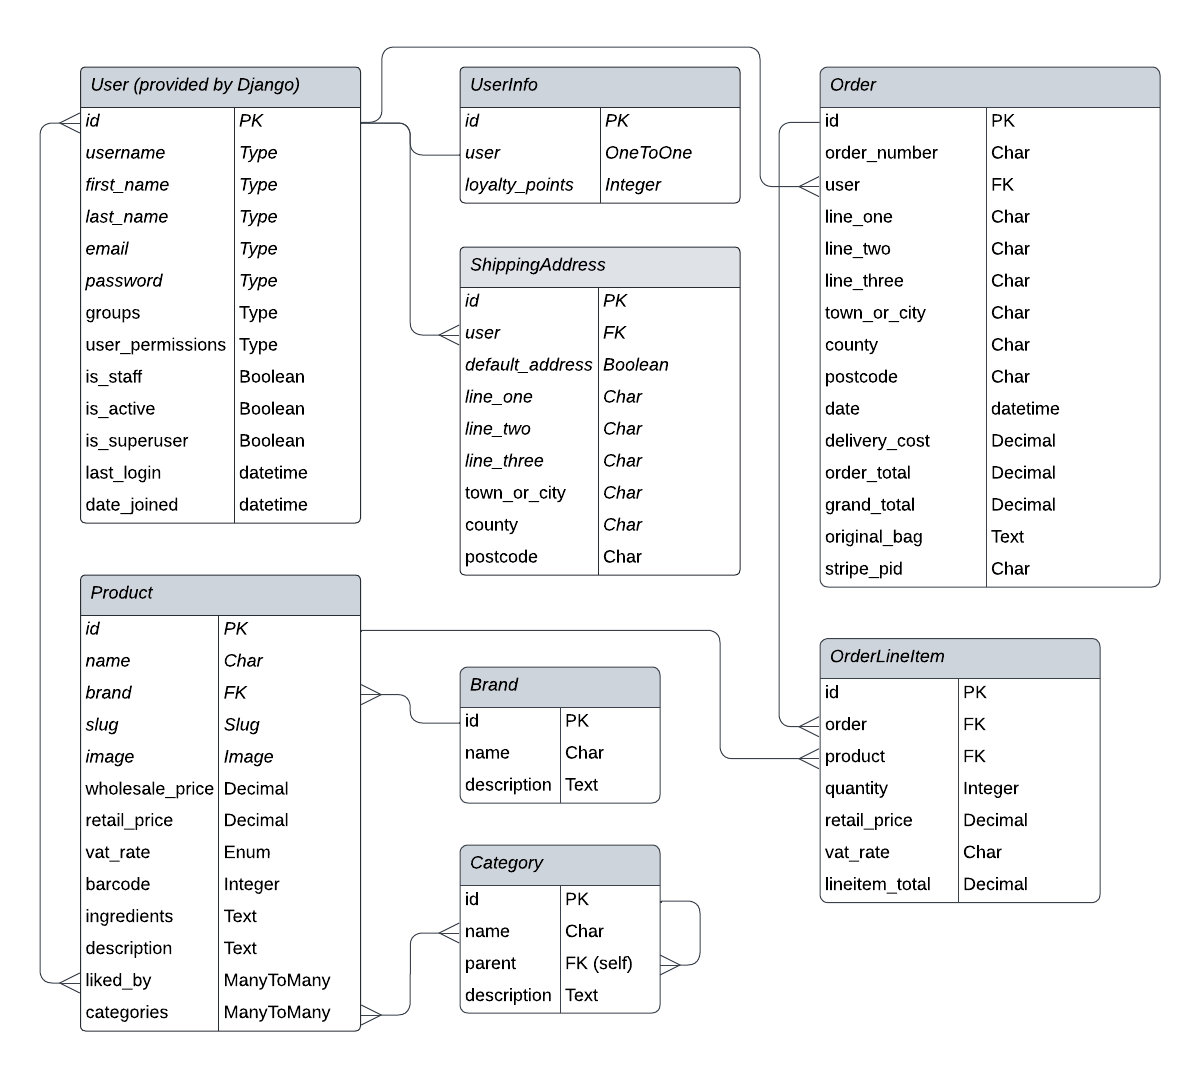 User (provided by Django)
id PK
username Type
first_name Type
last_name Type
email Type
password Type
groups Type
user_permissions Type
is_staff Boolean
is_active Boolean
is_superuser Boolean
last_login datetime
date_joined datetime
UserInfo
id PK
user OneToOne
loyalty_points Integer
ShippingAddress
id PK
user FK
default_address Boolean
line_one Char
line_two Char
line_three Char
town_or_city Char
county Char
postcode Char
Order
id PK
order_number Char
user FK
line_one Char
line_two Char
line_three Char
town_or_city Char
county Char
postcode Char
date datetime
delivery_cost Decimal
order_total Decimal
grand_total Decimal
original_bag Text
stripe_pid Char
Product
id PK
name Char
brand FK
slug Slug
image Image
wholesale_price Decimal
retail_price Decimal
vat_rate Enum
barcode Integer
ingredients Text
description Text
liked_by ManyToMany
categories ManyToMany
Brand
id PK
name Char
description Text
Category
id PK
name Char
parent FK (self)
description Text
OrderLineItem
id PK
order FK
product FK
quantity Integer
retail_price Decimal
vat_rate Char
lineitem_total Decimal